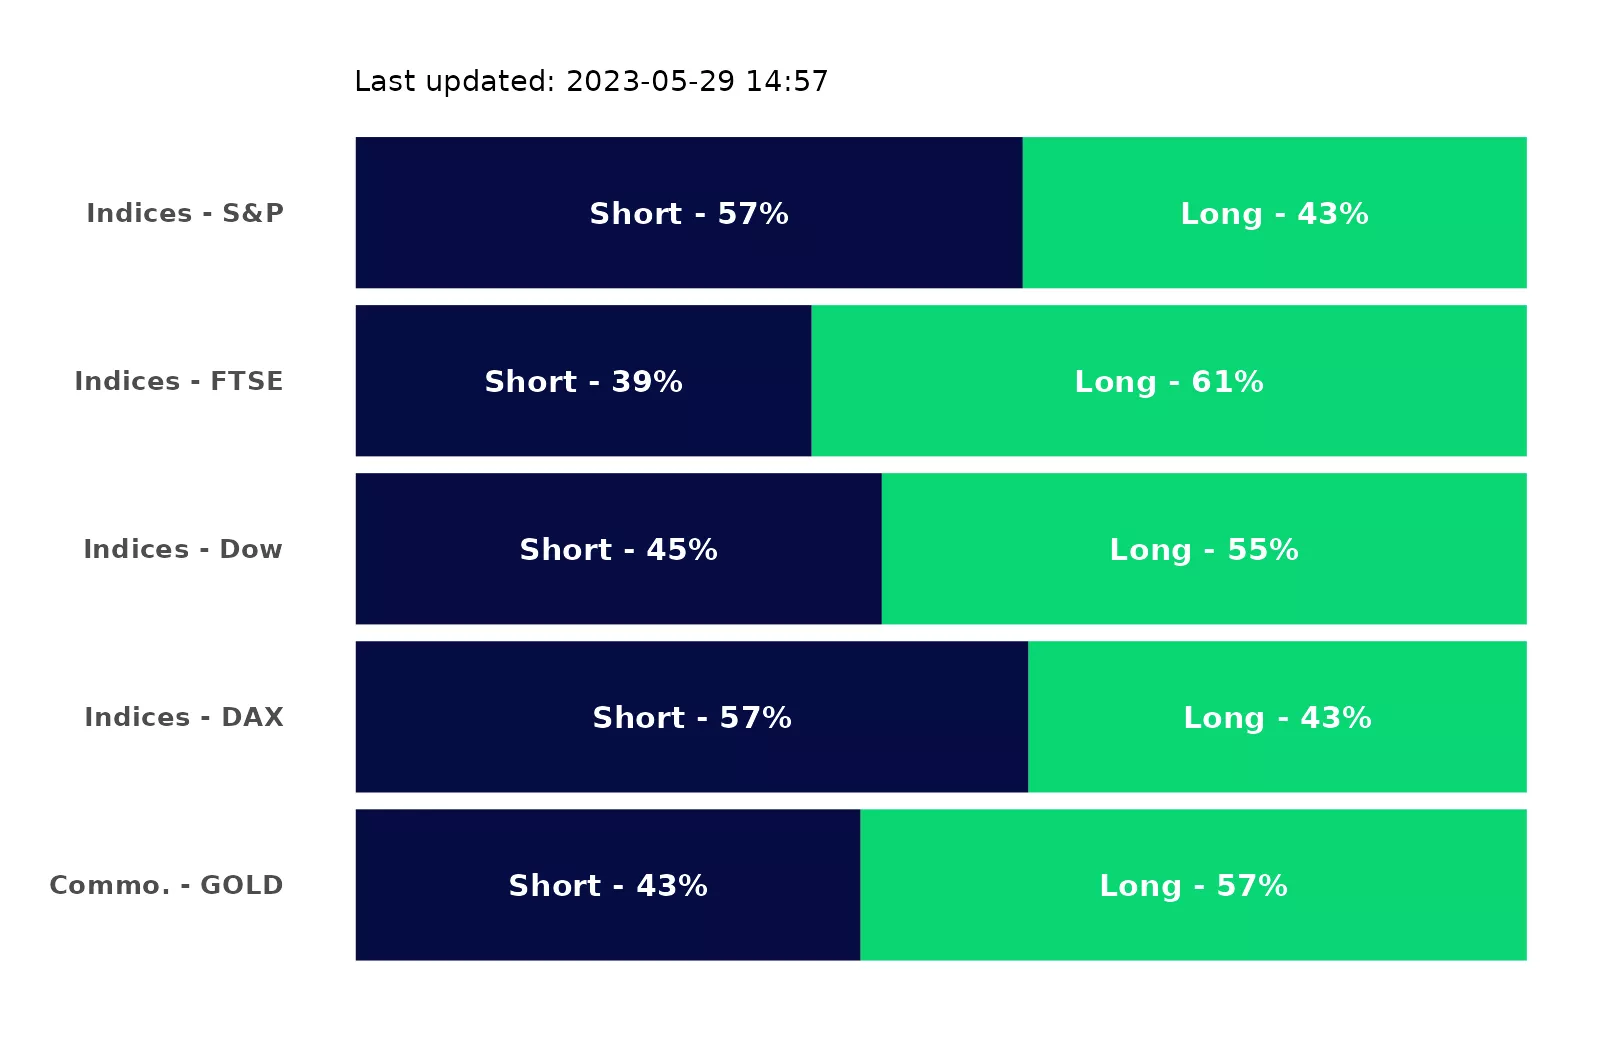 Last updated: 2023-05-29 14:57
Indices - S&P Short - 57% Long - 43%
Indices - FTSE Short - 39% Long - 61%
Indices - Dow Short - 45% Long - 55%
Indices - DAX Short - 57% Long - 43%
Commo. - GOLD Short - 43% Long - 57%